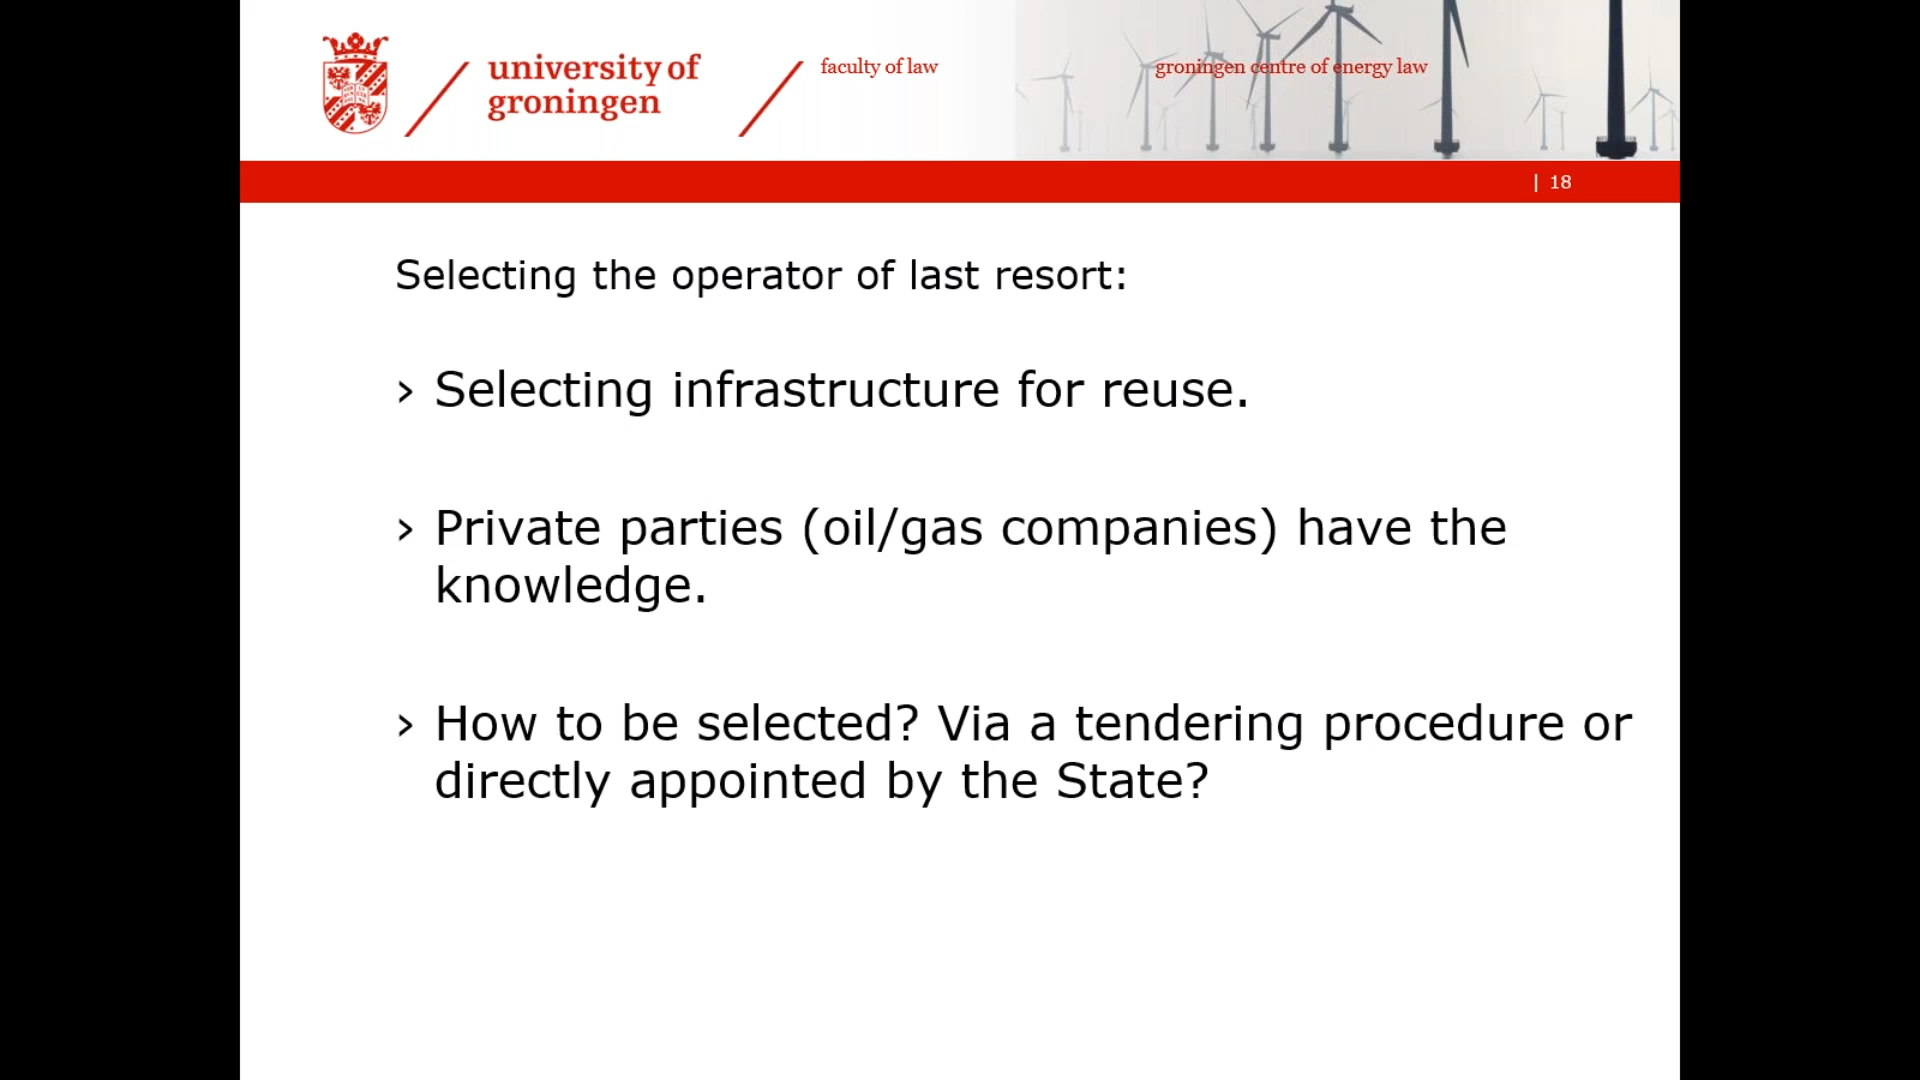 university of
groningen
faculty of law
groningen centre of energy law
| 18
Selecting the operator of last resort:
› Selecting infrastructure for reuse.
› Private parties (oil/gas companies) have the
knowledge.
› How to be selected? Via a tendering procedure or
directly appointed by the State?